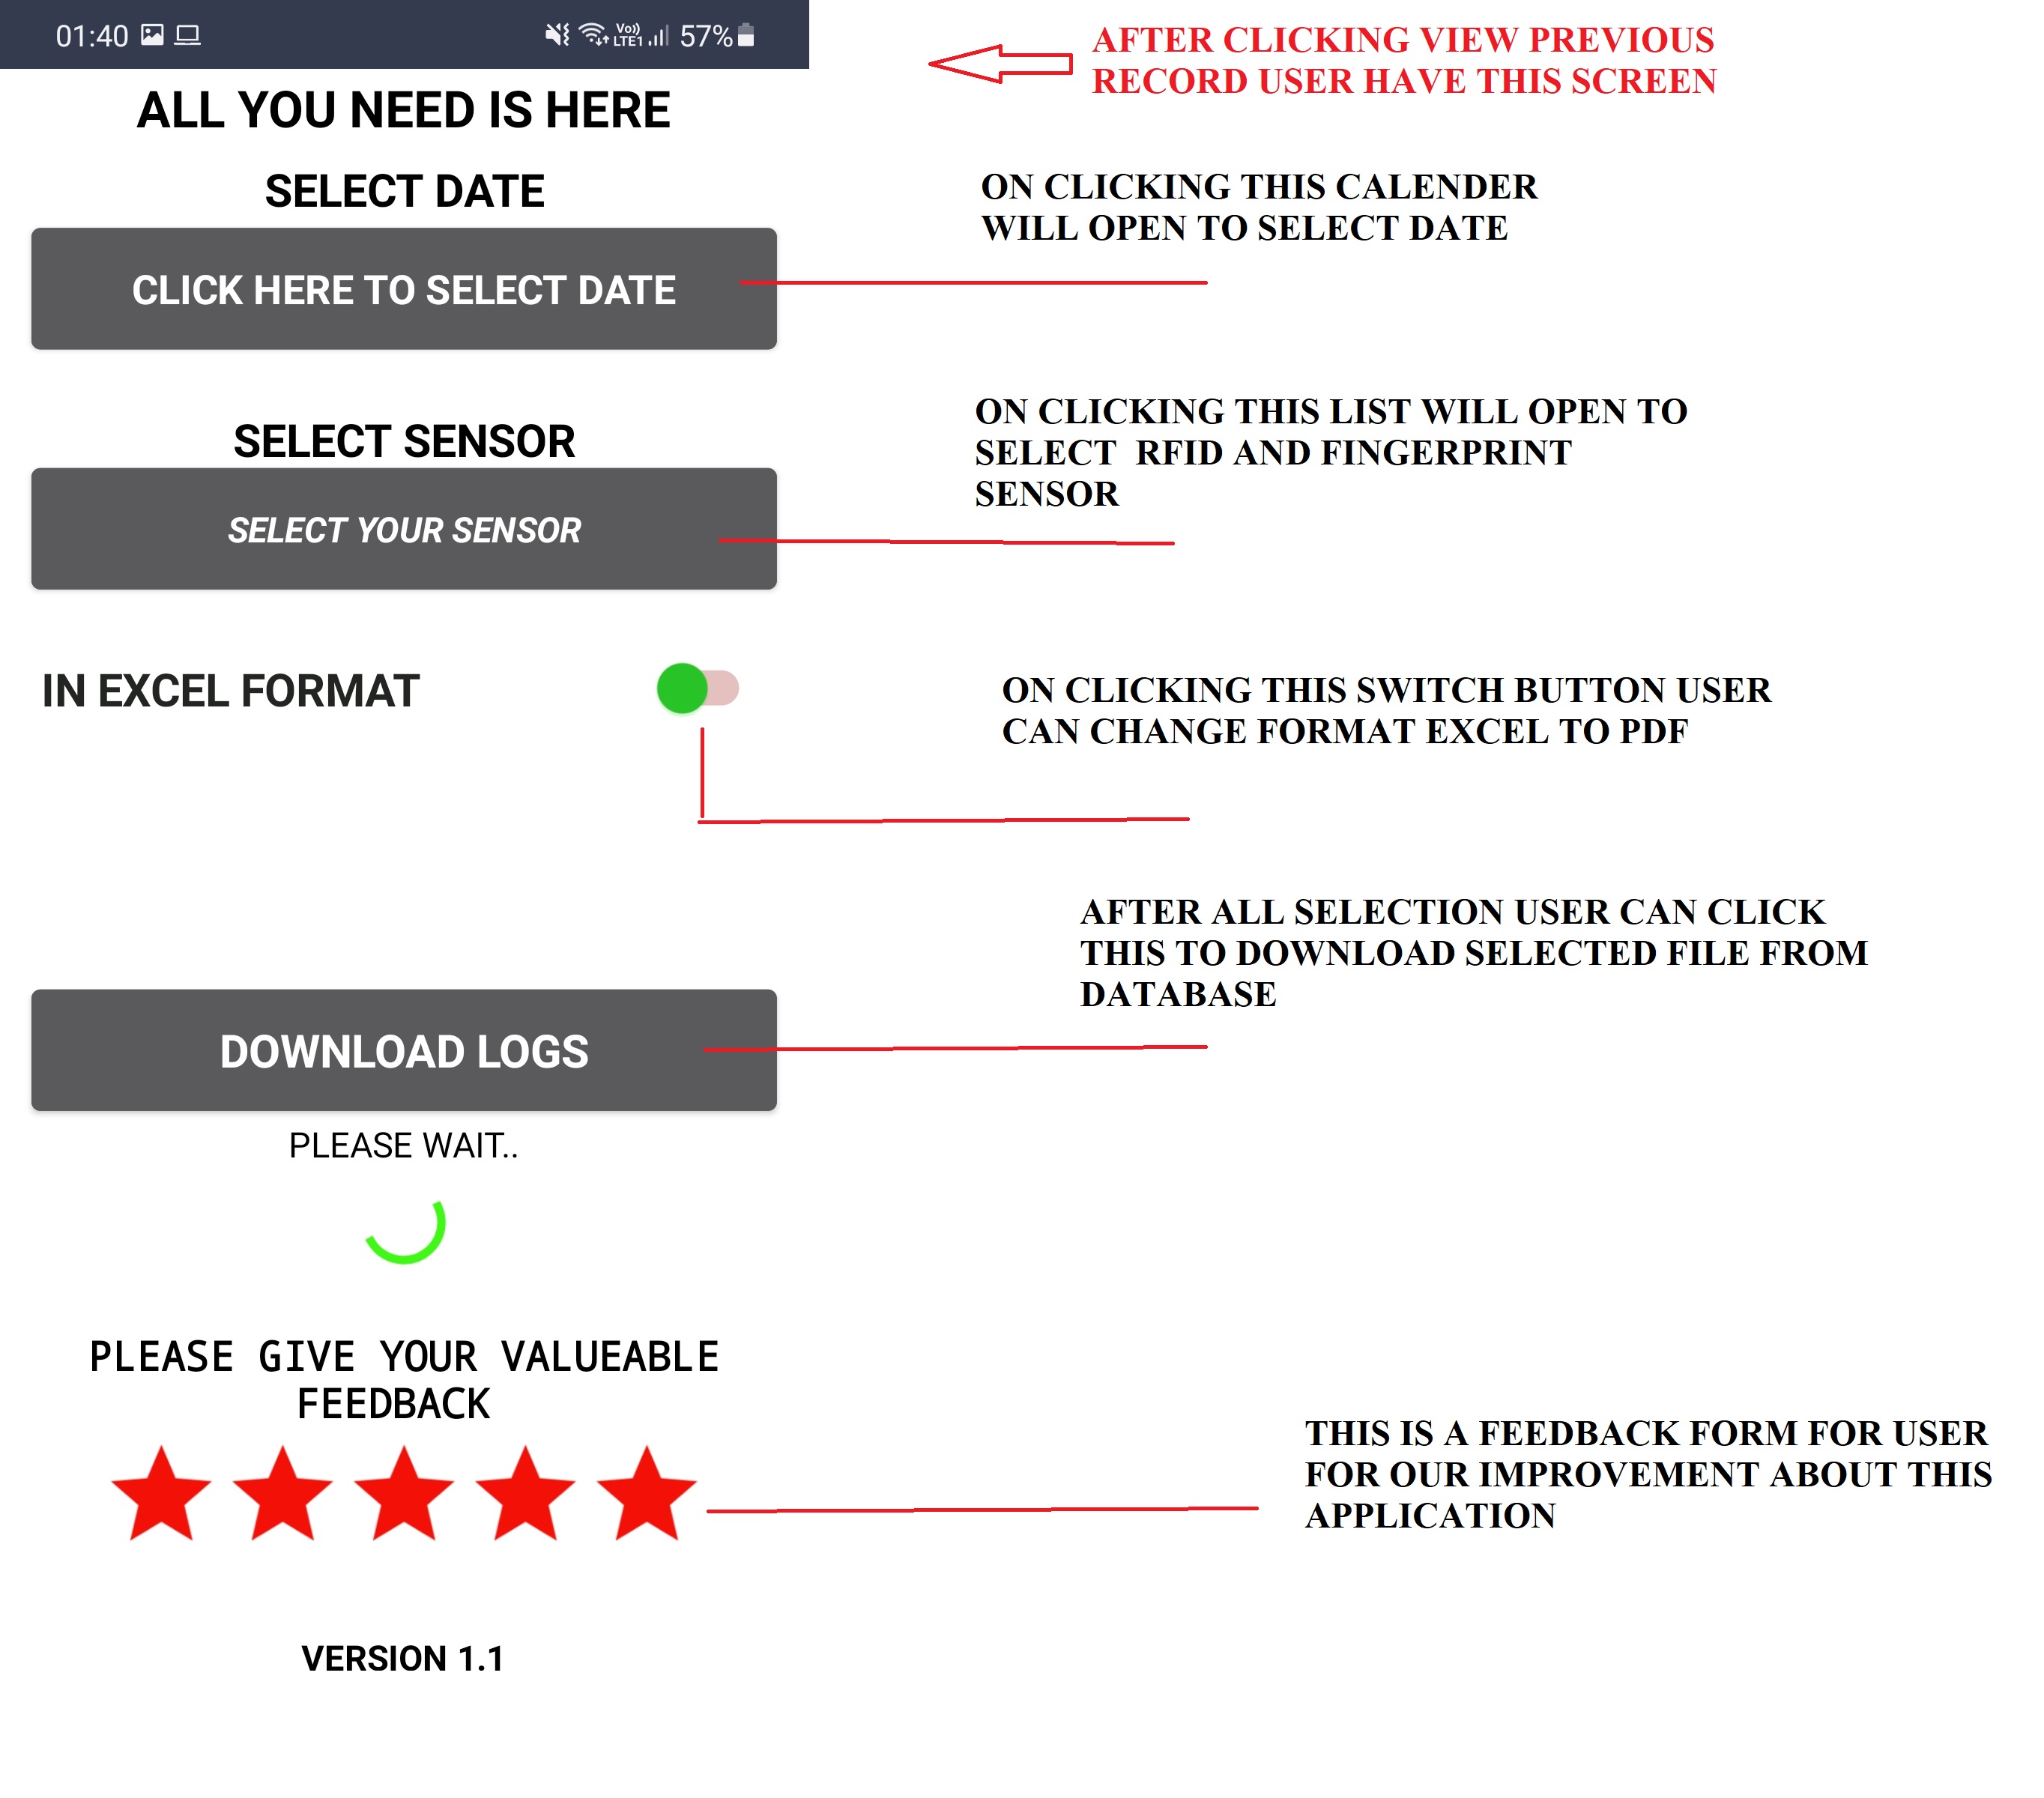 01:40
Vo)) LTE1 57%
AFTER CLICKING VIEW PREVIOUS
RECORD USER HAVE THIS SCREEN
ALL YOU NEED IS HERE
SELECT DATE
ON CLICKING THIS CALENDER
WILL OPEN TO SELECT DATE
CLICK HERE TO SELECT DATE
ON CLICKING THIS LIST WILL OPEN TO
SELECT RFID AND FINGERPRINT
SENSOR
SELECT SENSOR
SELECT YOUR SENSOR
IN EXCEL FORMAT
ON CLICKING THIS SWITCH BUTTON USER
CAN CHANGE FORMAT EXCEL TO PDF
AFTER ALL SELECTION USER CAN CLICK
THIS TO DOWNLOAD SELECTED FILE FROM
DATABASE
DOWNLOAD LOGS
PLEASE WAIT..
PLEASE GIVE YOUR VALUEABLE
FEEDBACK
THIS IS A FEEDBACK FORM FOR USER
FOR OUR IMPROVEMENT ABOUT THIS
APPLICATION
VERSION 1.1